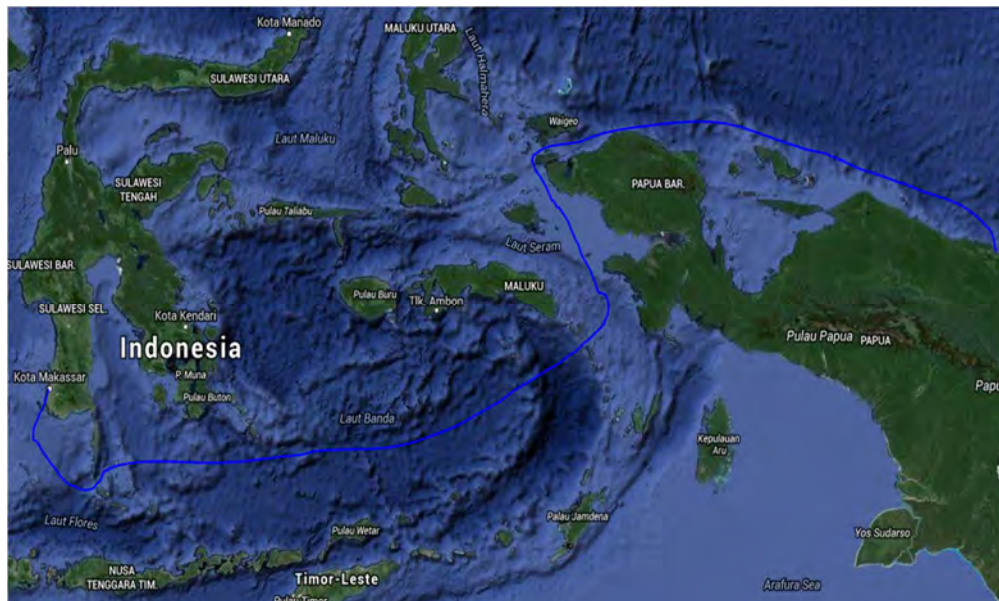 Kota Manado
MALUKU UTARA
Laut Halmahera
SULAWESI UTARA
Waigeo
Laut Maluku
Palu
SULAWESI
TENGAH
PAPUA BAR.
Pulau Taliabu
Laut Seram
SULAWESI BAR.
Pulau Buru
MALUKU
Tlk. Ambon
SULAWESI SEL.
Kota Kendari
Indonesia
Pulau Papua
PAPUA
P. Muna
Kota Makassar
Pulau Buton
Laut Banda
Kepulauan
Aru
Laut Flores
Pulau Wetar
Palau Jamdena
Yos Sudarso
NUSA
TENGGARA TIM.
Timor-Leste
Pulau Timor
Arafura Sea